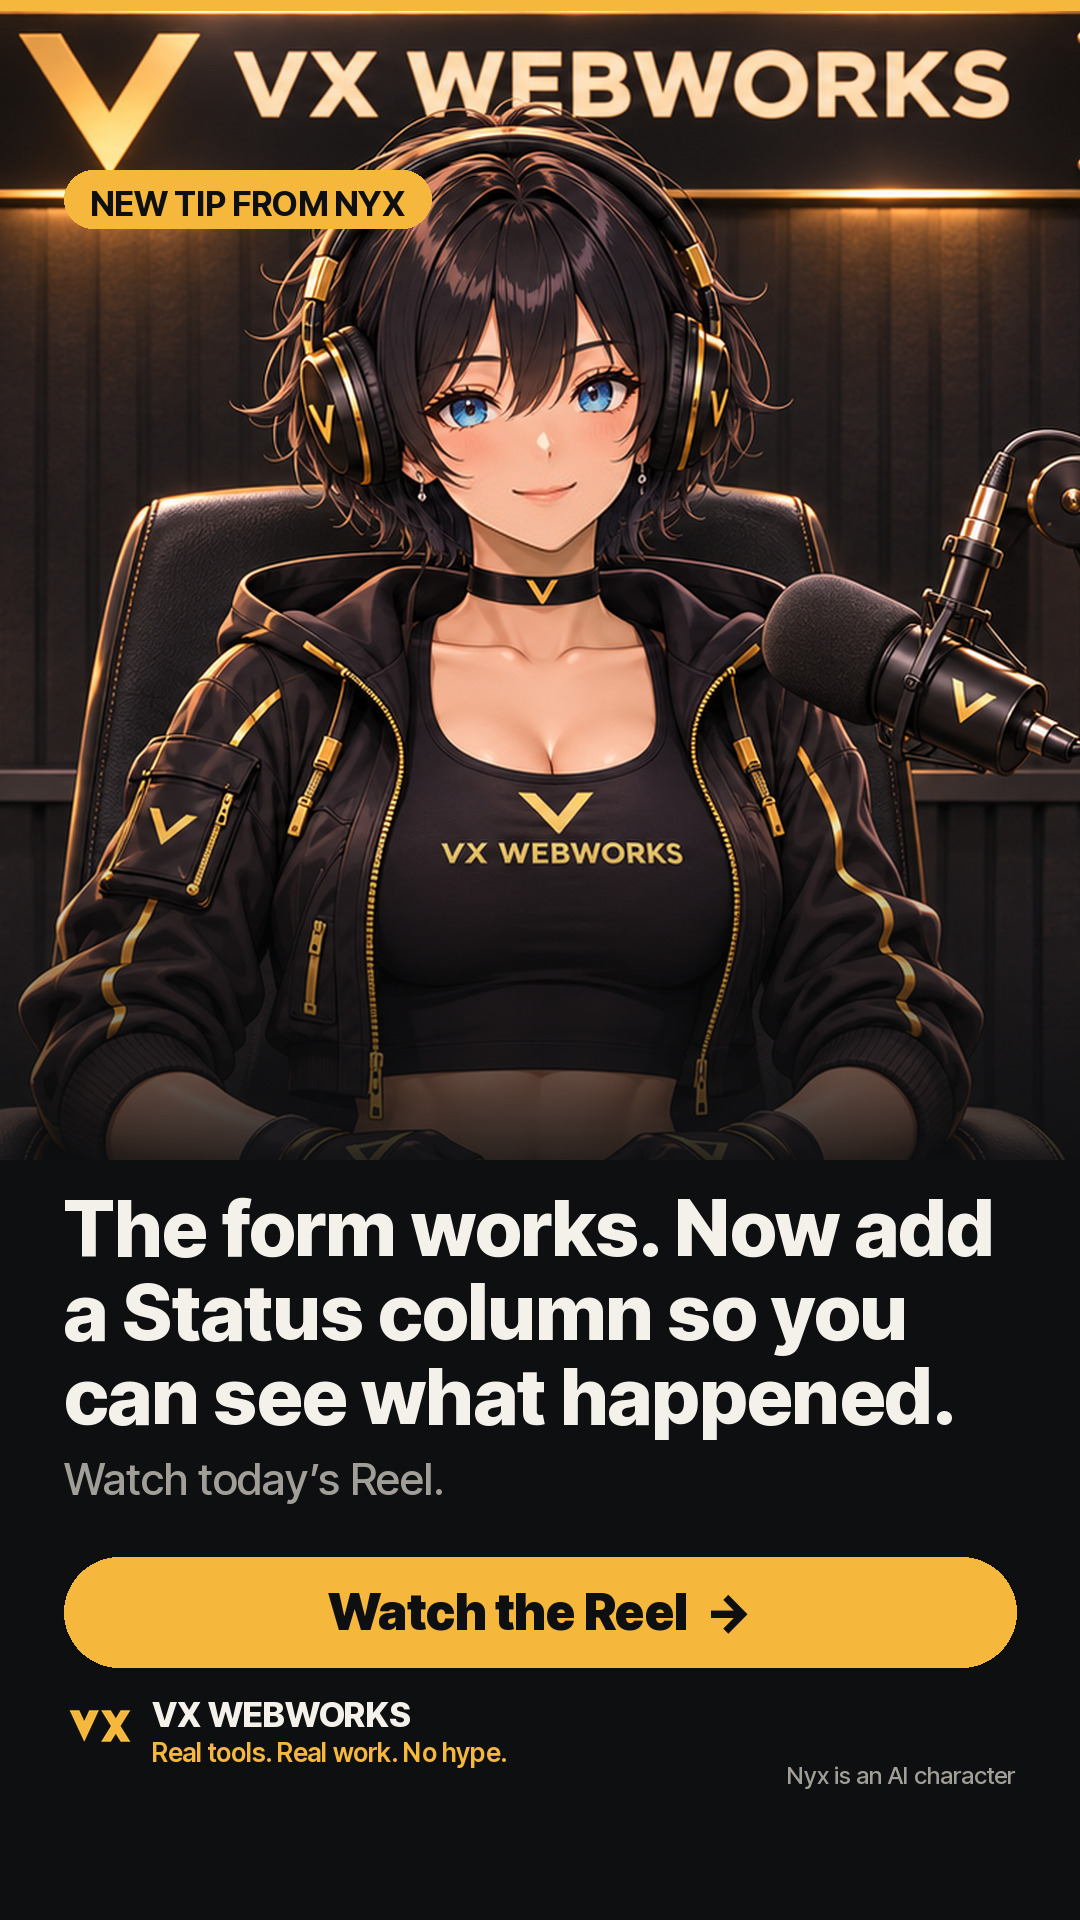 VX WEBWORKS
NEW TIP FROM NYX
VX WEBWORKS
The form works. Now add
a Status column so you
can see what happened.
Watch today's Reel.
Watch the Reel →
VX
VX WEBWORKS
Real tools. Real work. No hype.
Nyx is an AI character